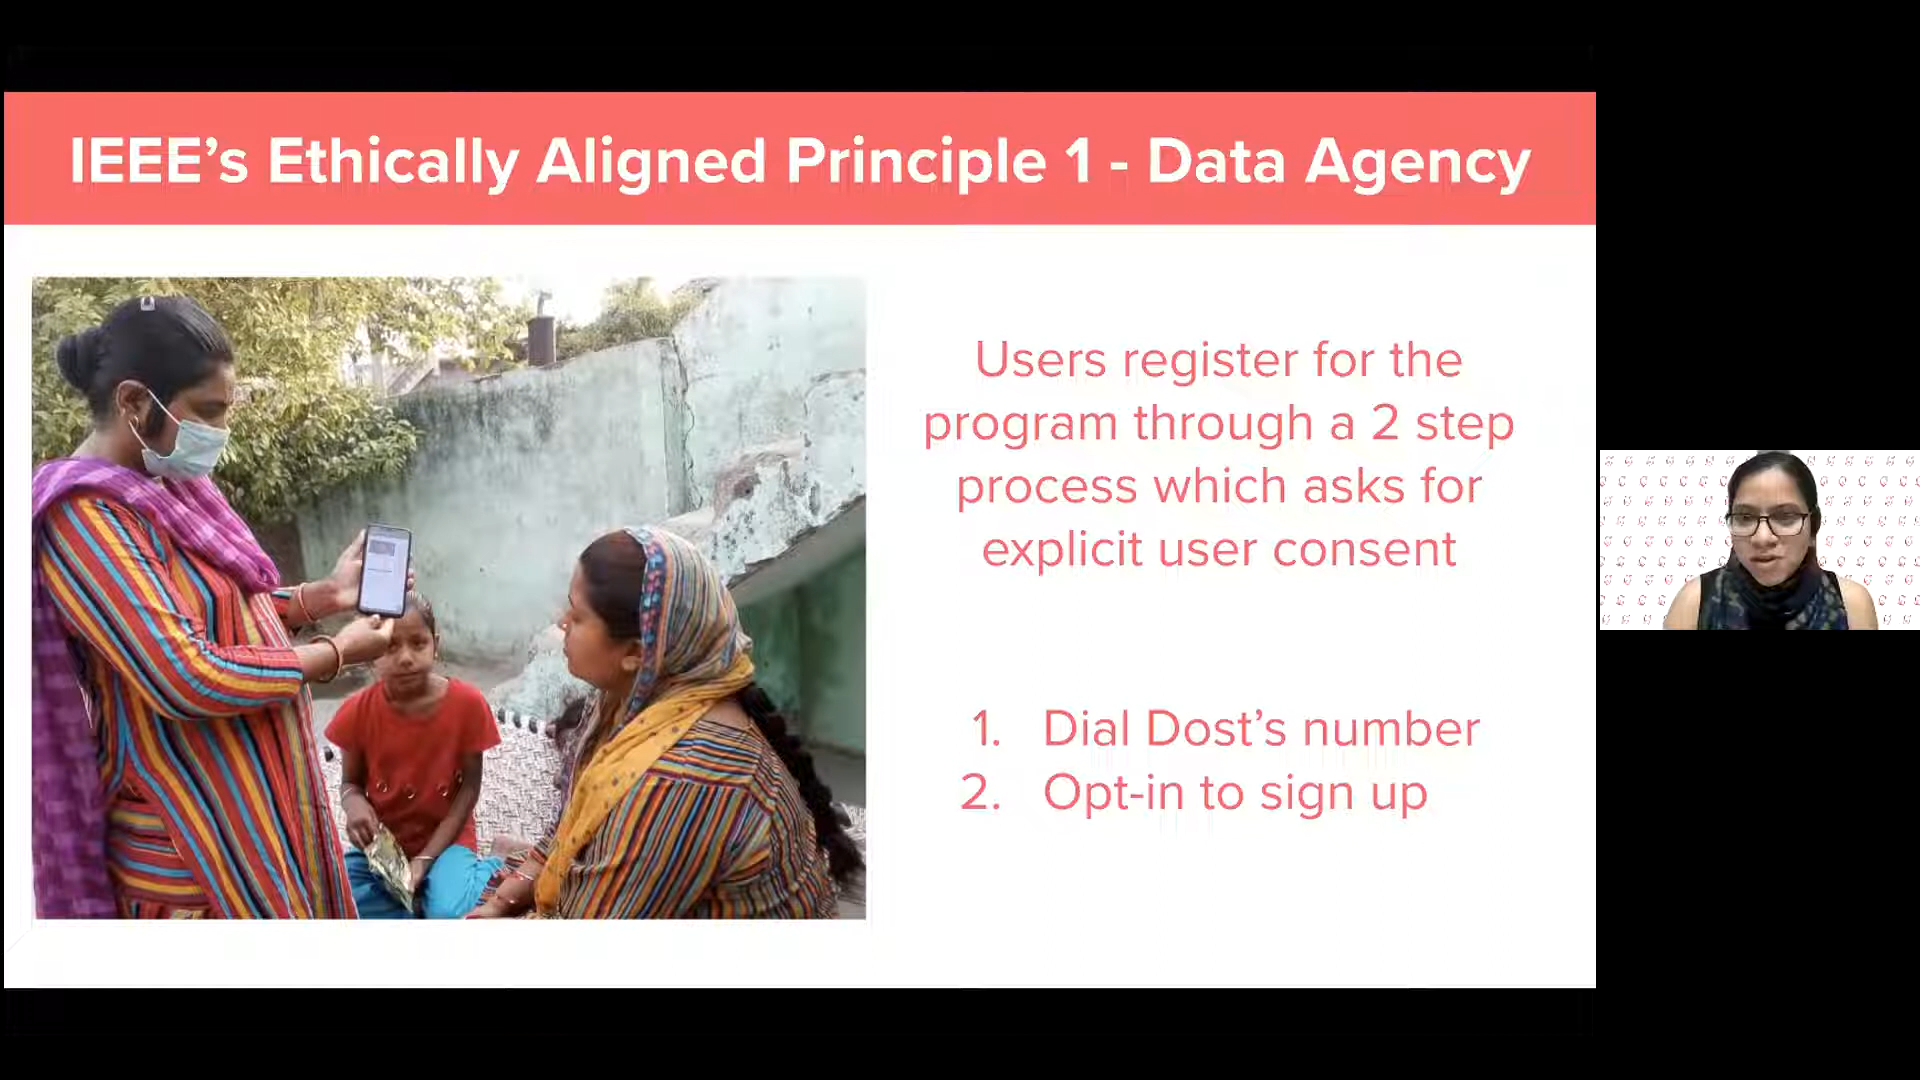 IEEE’s Ethically Aligned Principle 1 - Data Agency
Users register for the
program through a 2 step
process which asks for
explicit user consent
1. Dial Dost’s number
2. Opt-in to sign up